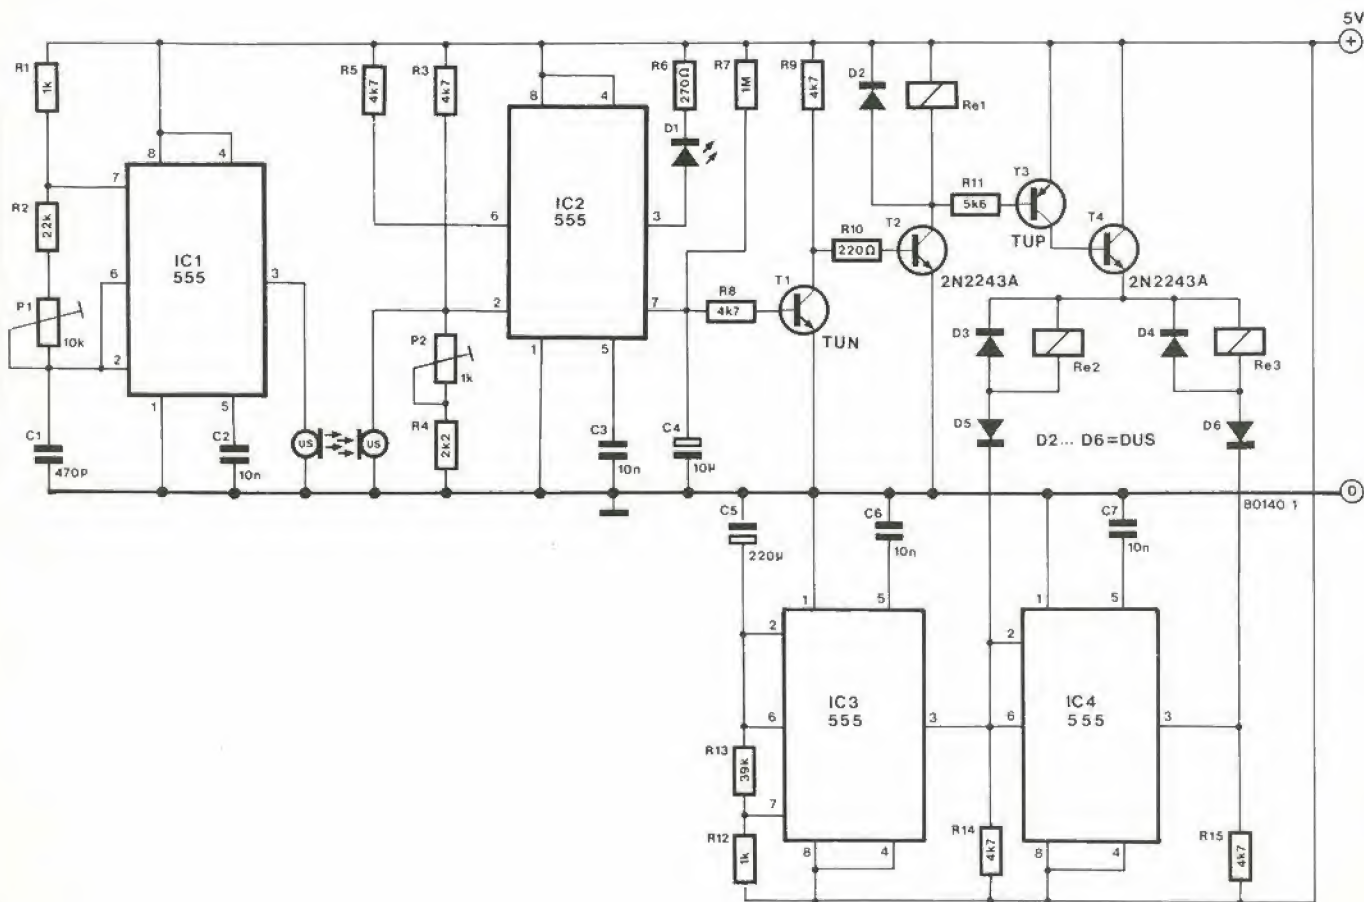 5V
+
R1
1k
R5
4k7
R3
4k7
R6
270Ω
R7
1M
R9
4k7
D2
Re1
8
4
D1
8
4
7
R2
22k
IC2
555
6
3
R11
5k6
T3
TUP
T4
2N2243A
R10
220Ω
T2
2N2243A
IC1
555
6
3
P1
10k
2
2
7
R8
4k7
T1
TUN
P2
1k
D3
Re2
D4
Re3
1
5
1
5
C1
470p
C2
10n
US
US
R4
2k2
C3
10n
C4
10µ
D5
D2... D6=DUS
D6
0
80140 1
C5
220µ
C6
10n
C7
10n
1
5
1
5
2
2
IC3
555
IC4
555
6
3
6
3
R13
39k
7
R12
1k
8
4
R14
4k7
8
4
R15
4k7